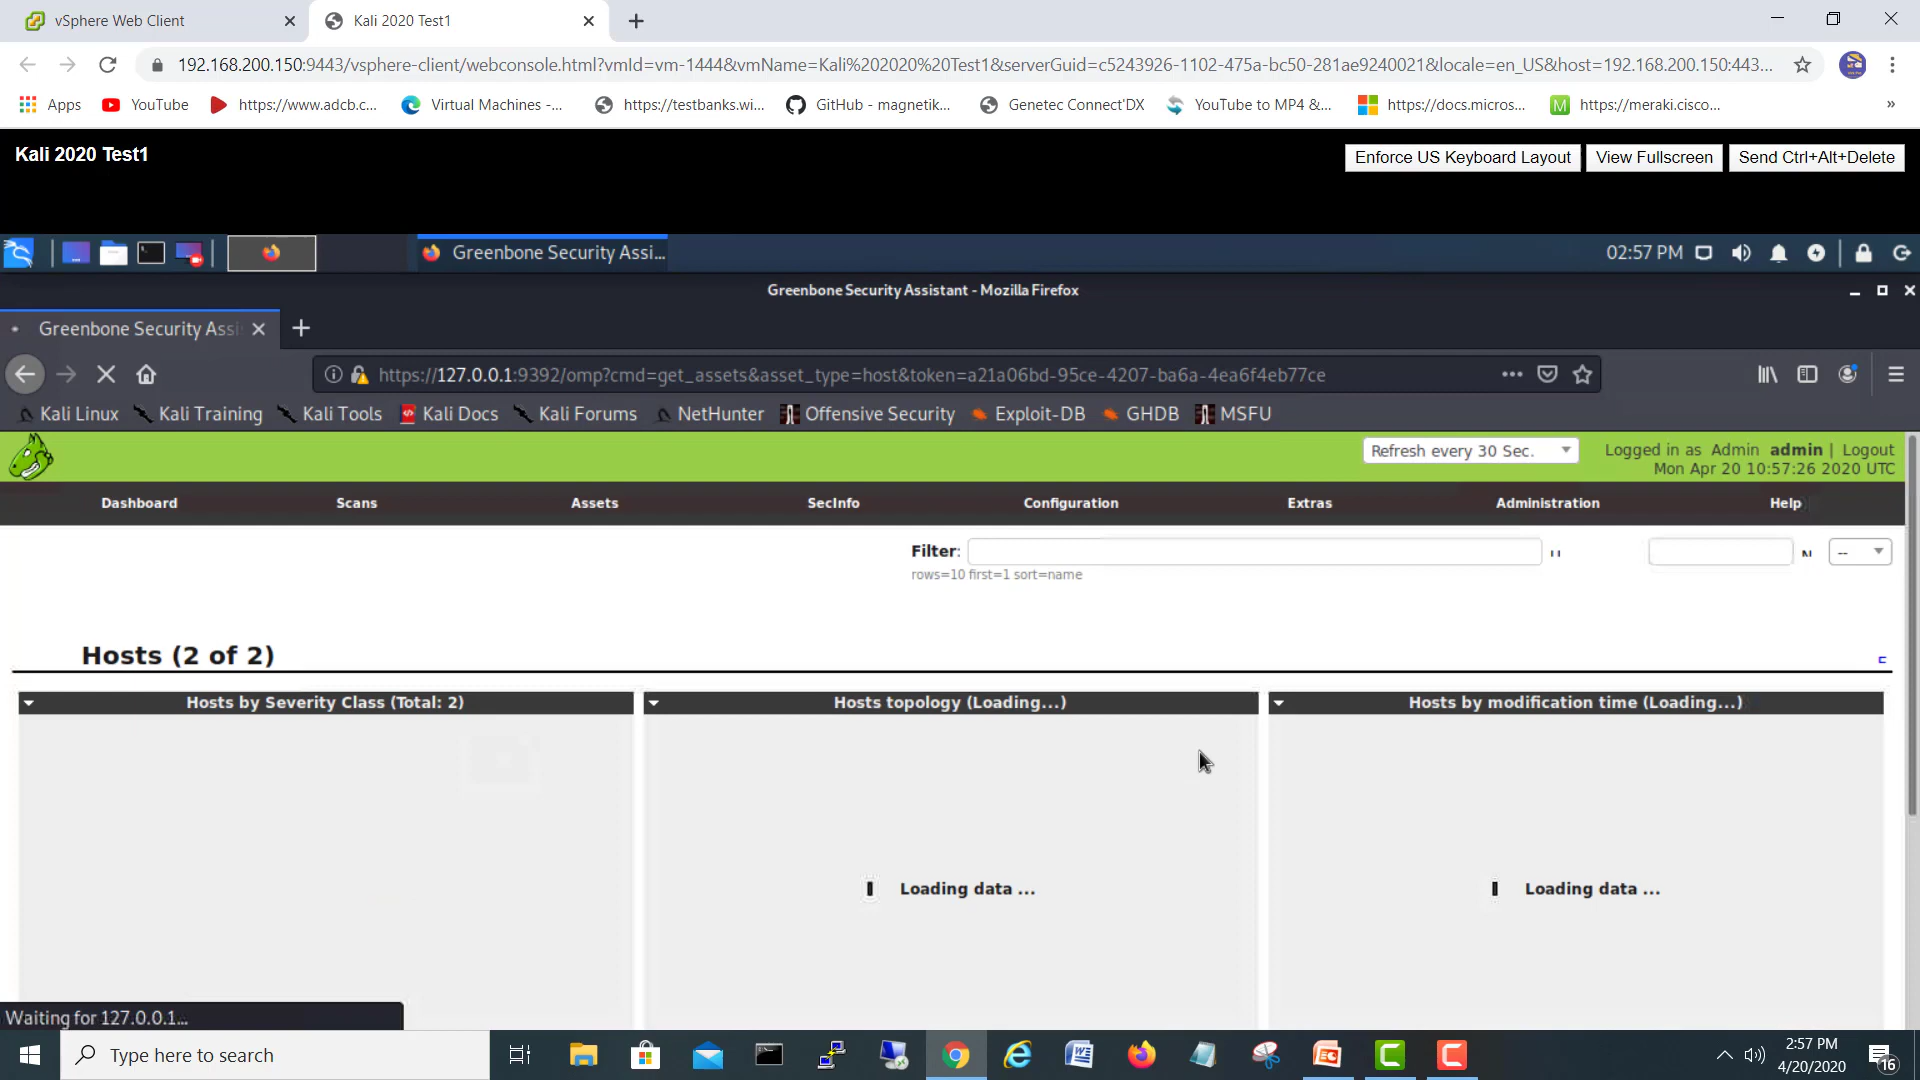 vSphere Web Client
Kali 2020 Test1
192.168.200.150:9443/vsphere-client/webconsole.html?vmId=vm-1444&vmName=Kali%202020%20Test1&serverGuid=c5243926-1102-475a-bc50-281ae9240021&locale=en_US&host=192.168.200.150:443...
Apps YouTube https://www.adcb.c... Virtual Machines -... https://testbanks.wi... GitHub - magnetik... Genetec Connect'DX YouTube to MP4 &... https://docs.micros... https://meraki.cisco... »
Kali 2020 Test1
Enforce US Keyboard Layout View Fullscreen Send Ctrl+Alt+Delete
Greenbone Security Assi... 02:57 PM
Greenbone Security Assistant - Mozilla Firefox
Greenbone Security Assi
https://127.0.0.1:9392/omp?cmd=get_assets&asset_type=host&token=a21a06bd-95ce-4207-ba6a-4ea6f4eb77ce
Kali Linux Kali Training Kali Tools Kali Docs Kali Forums NetHunter Offensive Security Exploit-DB GHDB MSFU
Refresh every 30 Sec. Logged in as Admin admin | Logout
Mon Apr 20 10:57:26 2020 UTC
Dashboard Scans Assets SecInfo Configuration Extras Administration Help
Filter: --
rows=10 first=1 sort=name
Hosts (2 of 2)
Hosts by Severity Class (Total: 2) Hosts topology (Loading...) Hosts by modification time (Loading...)
Loading data ... Loading data ...
Waiting for 127.0.0.1...
Type here to search
2:57 PM
4/20/2020
16